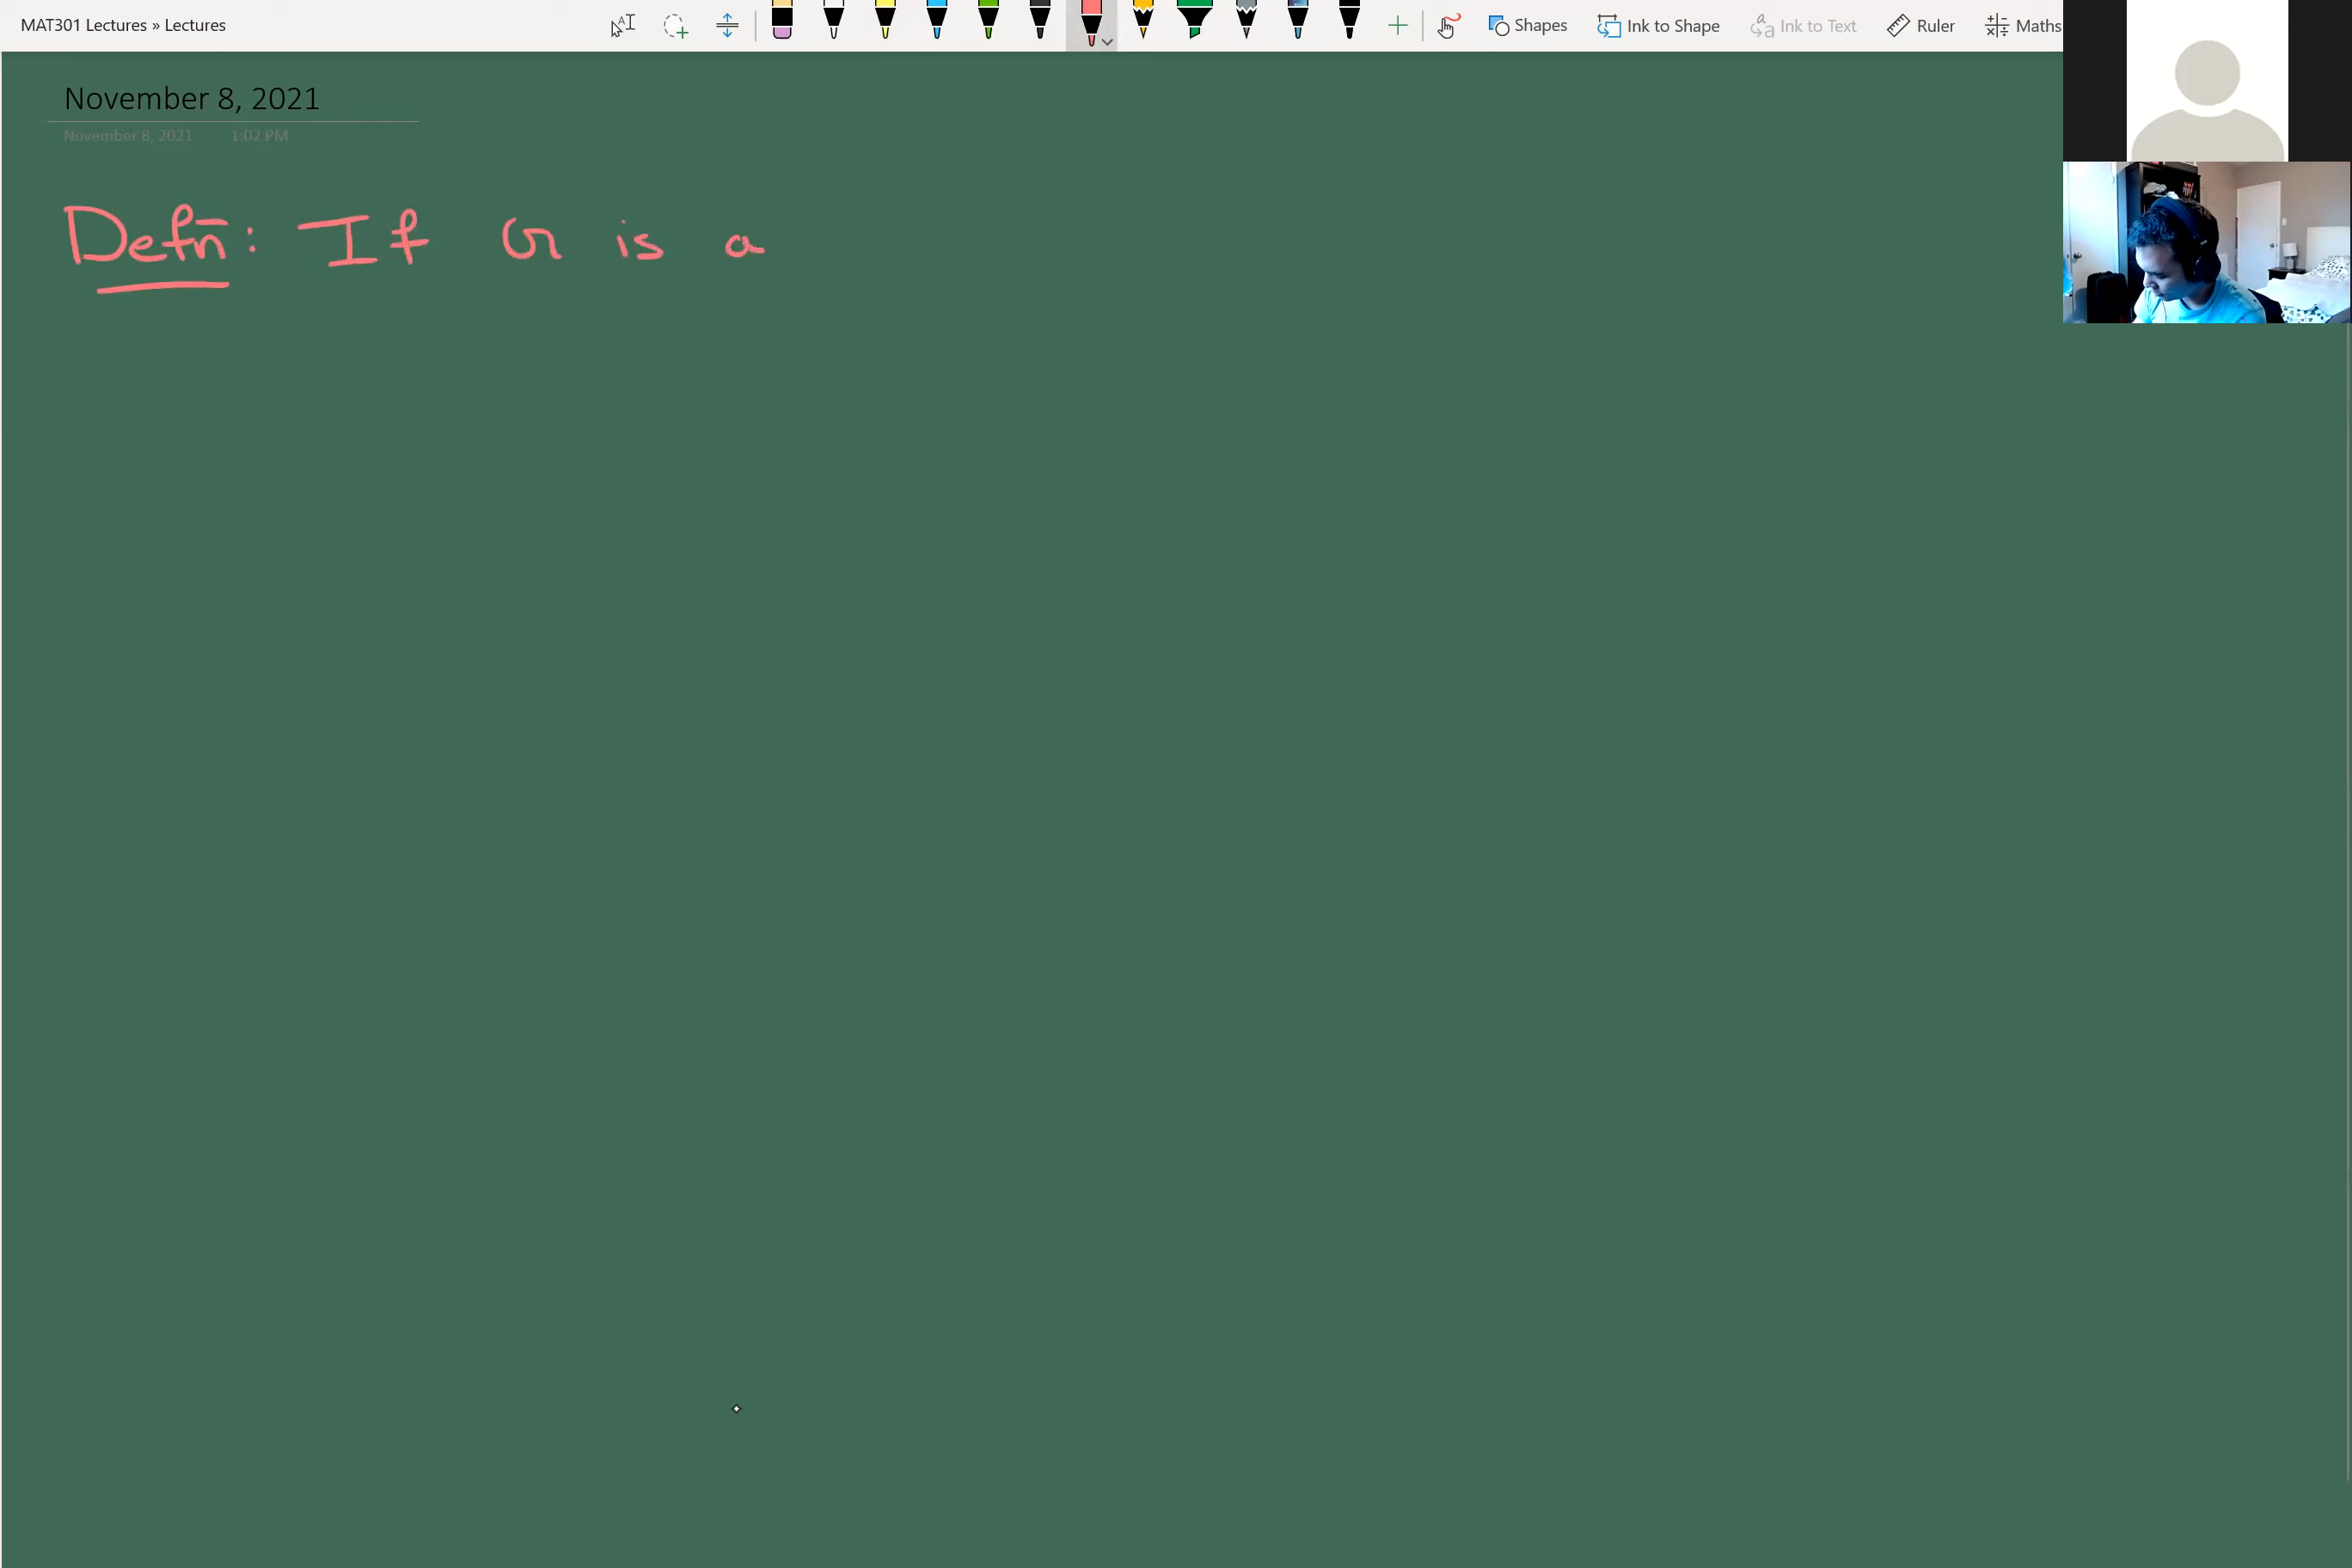 MAT301 Lectures » Lectures
Shapes Ink to Shape Ink to Text Ruler Maths
November 8, 2021
November 8, 2021 1:02 PM
Defn̄: If G is a